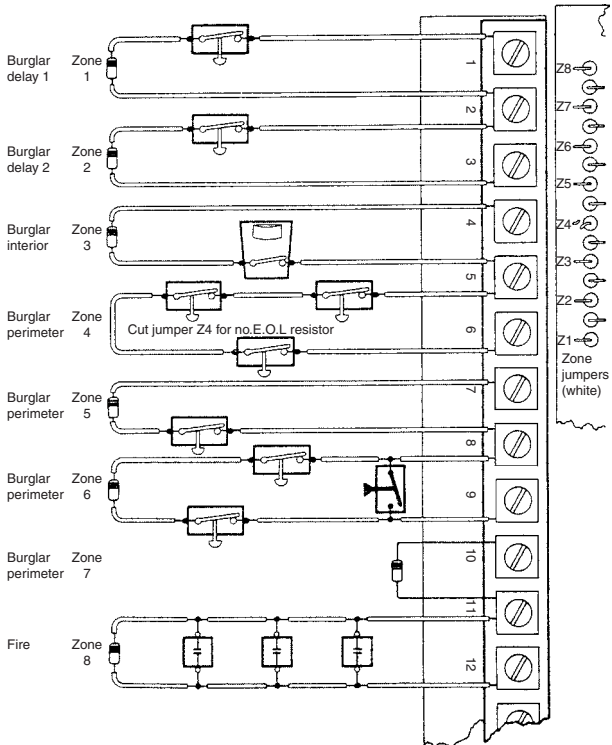 Burglar Zone
delay 1 1
Burglar Zone
delay 2 2
Burglar Zone
interior 3
Burglar Zone
perimeter 4
Cut jumper Z4 for no.E.O.L resistor
Burglar Zone
perimeter 5
Burglar Zone
perimeter 6
Burglar Zone
perimeter 7
Fire Zone
8
1
2
3
4
5
6
7
8
9
10
11
12
Z8
Z7
Z6
Z5
Z4
Z3
Z2
Z1
Zone
jumpers
(white)